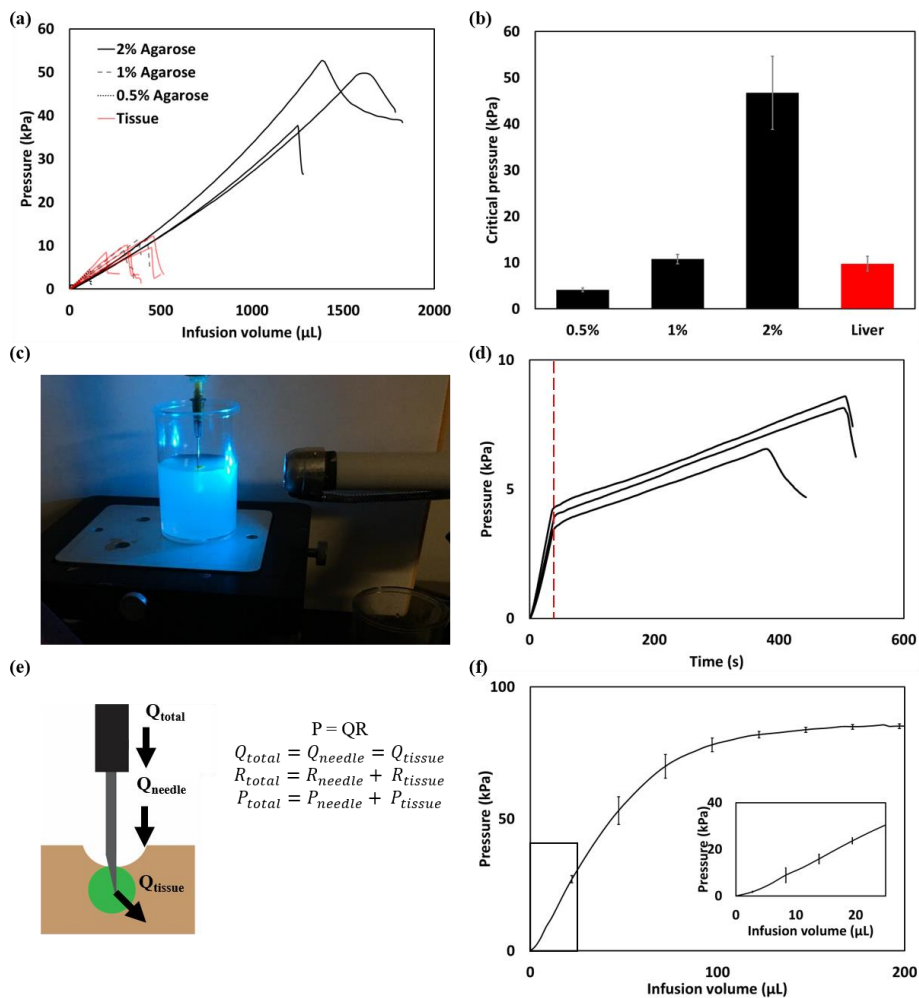 (a)
60
50
40
30
20
10
0
Pressure (kPa)
2% Agarose
1% Agarose
0.5% Agarose
Tissue
0 500 1000 1500 2000
Infusion volume (µL)
(b)
60
50
40
30
20
10
0
Critical pressure (kPa)
0.5% 1% 2% Liver
(c)
(d)
10
5
0
Pressure (kPa)
0 200 400 600
Time (s)
(e)
Q_total
Q_needle
Q_tissue
P = QR
Q_total = Q_needle = Q_tissue
R_total = R_needle + R_tissue
P_total = P_needle + P_tissue
(f)
100
50
0
Pressure (kPa)
0 100 200
Infusion volume (µL)
40
20
0
Pressure (kPa)
0 10 20
Infusion volume (µL)